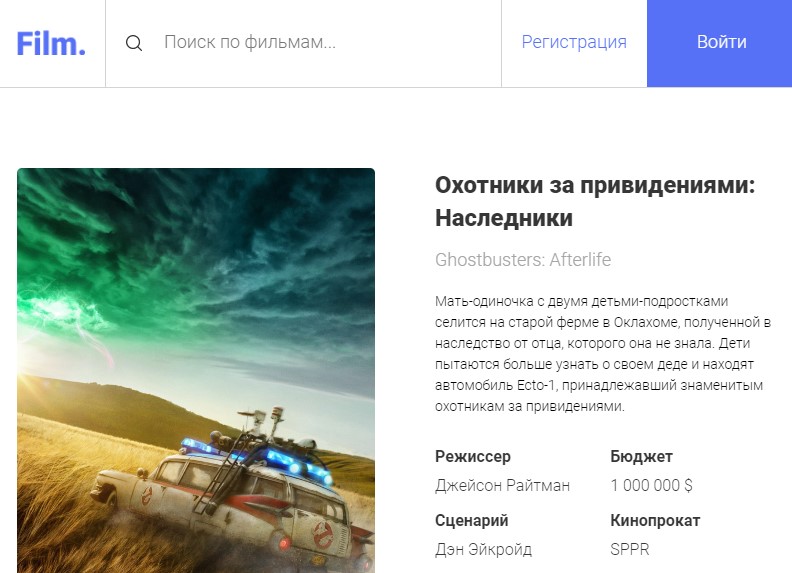 Film.
Поиск по фильмам...
Регистрация
Войти
Охотники за привидениями:
Наследники
Ghostbusters: Afterlife
Мать-одиночка с двумя детьми-подростками
селится на старой ферме в Оклахоме, полученной в
наследство от отца, которого она не знала. Дети
пытаются больше узнать о своем деде и находят
автомобиль Ecto-1, принадлежавший знаменитым
охотникам за привидениями.
Режиссер
Джейсон Райтман
Бюджет
1 000 000 $
Сценарий
Дэн Эйкройд
Кинопрокат
SPPR